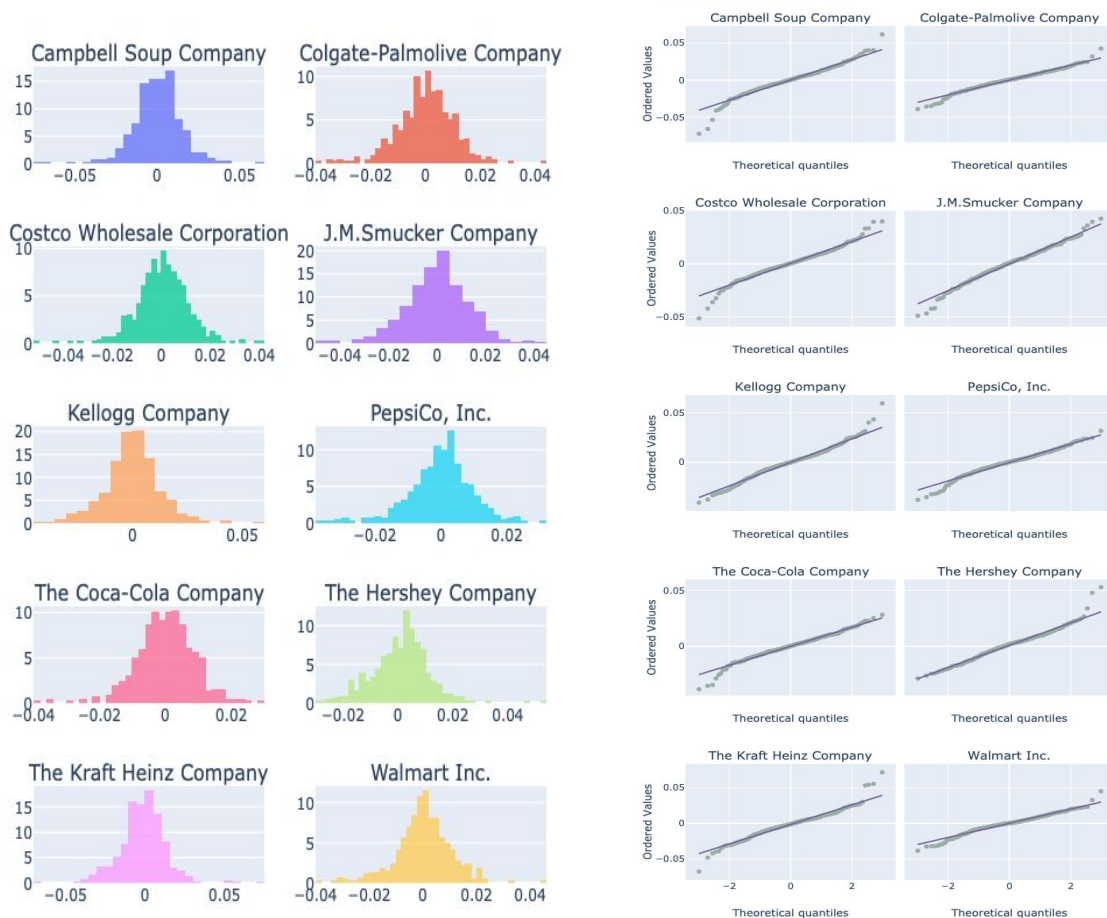 Campbell Soup Company Colgate-Palmolive Company
15
10
5
0
−0.05 0 0.05
10
5
0
−0.04 −0.02 0 0.02 0.04
Costco Wholesale Corporation J.M.Smucker Company
10
5
0
−0.04 −0.02 0 0.02 0.04
20
15
10
5
0
−0.04 −0.02 0 0.02 0.04
Kellogg Company PepsiCo, Inc.
20
15
10
5
0
0 0.05
10
5
0
−0.02 0 0.02
The Coca-Cola Company The Hershey Company
10
5
0
−0.04 −0.02 0 0.02
10
5
0
−0.02 0 0.02 0.04
The Kraft Heinz Company Walmart Inc.
15
10
5
0
−0.05 0 0.05
10
5
0
−0.04 −0.02 0 0.02 0.04
Campbell Soup Company Colgate-Palmolive Company
Ordered Values
0.05
0
−0.05
Theoretical quantiles Theoretical quantiles
Costco Wholesale Corporation J.M.Smucker Company
Ordered Values
0.05
0
−0.05
Theoretical quantiles Theoretical quantiles
Kellogg Company PepsiCo, Inc.
Ordered Values
0.05
0
Theoretical quantiles Theoretical quantiles
The Coca-Cola Company The Hershey Company
Ordered Values
0.05
0
Theoretical quantiles Theoretical quantiles
The Kraft Heinz Company Walmart Inc.
Ordered Values
0.05
0
−0.05
−2 0 2 −2 0 2
Theoretical quantiles Theoretical quantiles